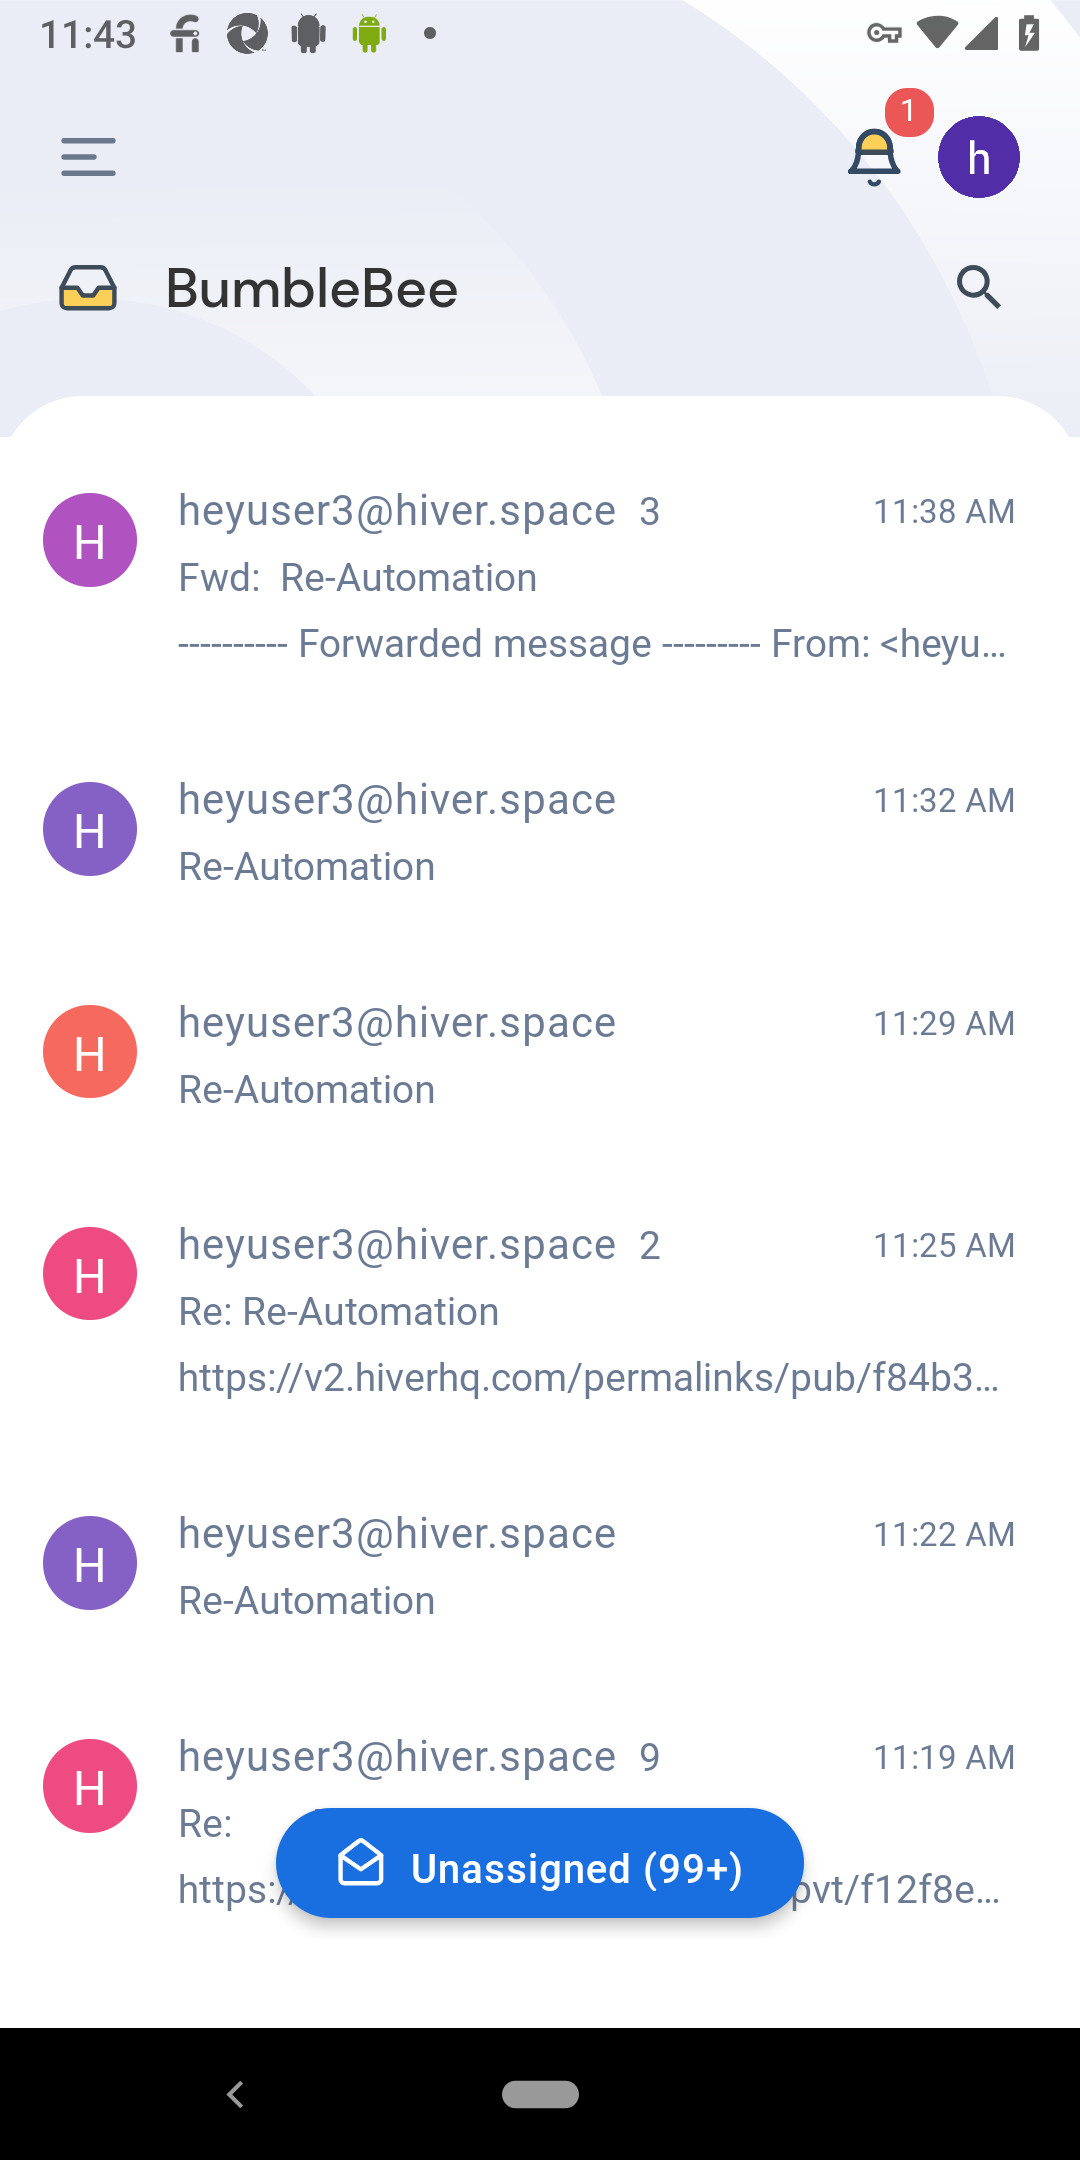 11:43
1
h
BumbleBee
H
heyuser3@hiver.space 3
11:38 AM
Fwd: Re-Automation
---------- Forwarded message --------- From: <heyu...
H
heyuser3@hiver.space
11:32 AM
Re-Automation
H
heyuser3@hiver.space
11:29 AM
Re-Automation
H
heyuser3@hiver.space 2
11:25 AM
Re: Re-Automation
https://v2.hiverhq.com/permalinks/pub/f84b3...
H
heyuser3@hiver.space
11:22 AM
Re-Automation
H
heyuser3@hiver.space 9
11:19 AM
Re:
Unassigned (99+)
https:/
pvt/f12f8e...